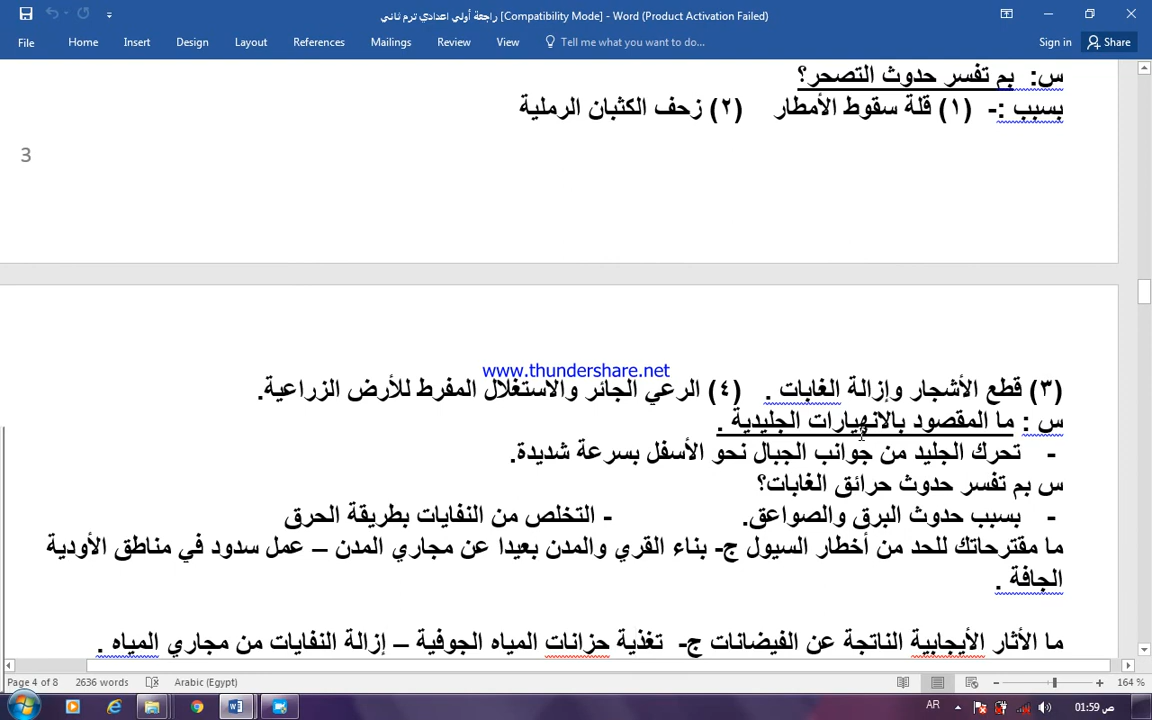 راجعة أولي اعدادي ترم ثاني [Compatibility Mode] - Word (Product Activation Failed)
File Home Insert Design Layout References Mailings Review View Tell me what you want to do... Sign in Share
س: بم تفسر حدوث التصحر؟
بسبب :- (١) قلة سقوط الأمطار (٢) زحف الكثبان الرملية
3
www.thundershare.net
(٣) قطع الأشجار وإزالة الغابات . (٤) الرعي الجائر والاستغلال المفرط للأرض الزراعية.
س : ما المقصود بالانهيارات الجليدية .
- تحرك الجليد من جوانب الجبال نحو الأسفل بسرعة شديدة.
س بم تفسر حدوث حرائق الغابات؟
- بسبب حدوث البرق والصواعق. - التخلص من النفايات بطريقة الحرق
ما مقترحاتك للحد من أخطار السيول ج- بناء القري والمدن بعيدا عن مجاري المدن – عمل سدود في مناطق الأودية
الجافة .
ما الأثار الأيجابية الناتجة عن الفيضانات ج- تغذية حزانات المياه الجوفية – إزالة النفايات من مجاري المياه .
Page 4 of 8 2636 words Arabic (Egypt) 164 %
AR 01:59 ص